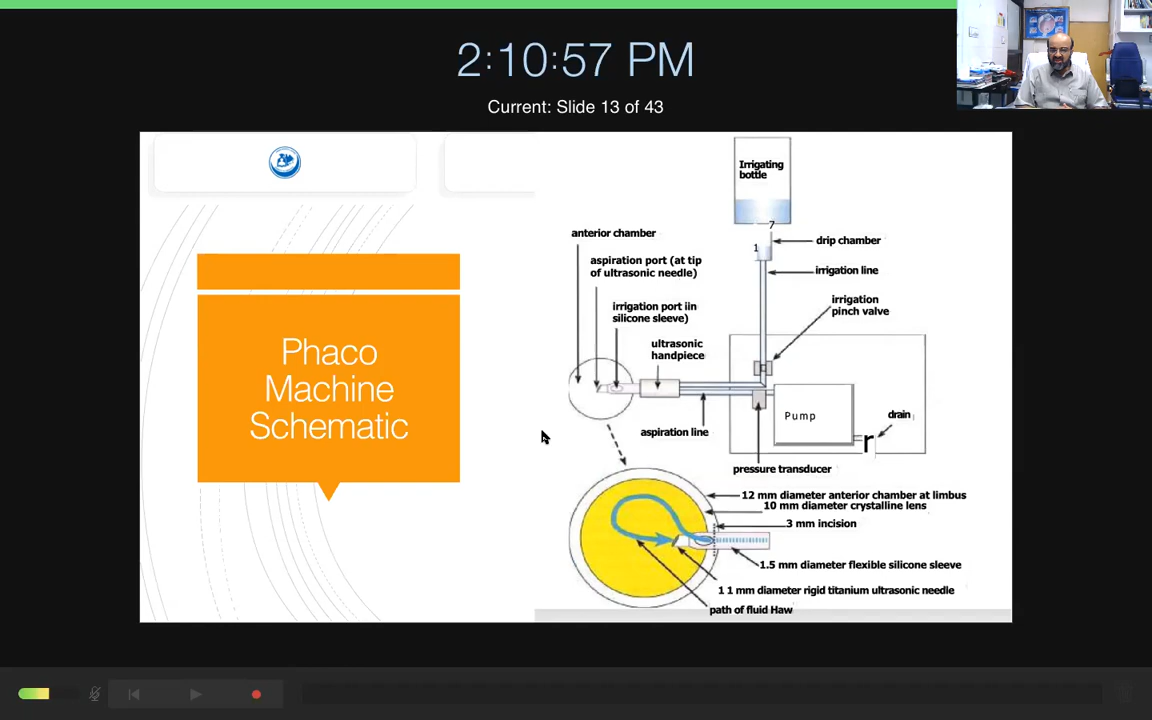 2:10:57 PM
Current: Slide 13 of 43
Phaco
Machine
Schematic
Irrigating
bottle
7
1
drip chamber
irrigation line
irrigation
pinch valve
anterior chamber
aspiration port (at tip
of ultrasonic needle)
irrigation port iin
silicone sleeve)
ultrasonic
handpiece
Pump
drain
r
aspiration line
pressure transducer
12 mm diameter anterior chamber at limbus
10 mm diameter crystalline lens
3 mm incision
1.5 mm diameter flexible silicone sleeve
1 1 mm diameter rigid titanium ultrasonic needle
path of fluid Haw